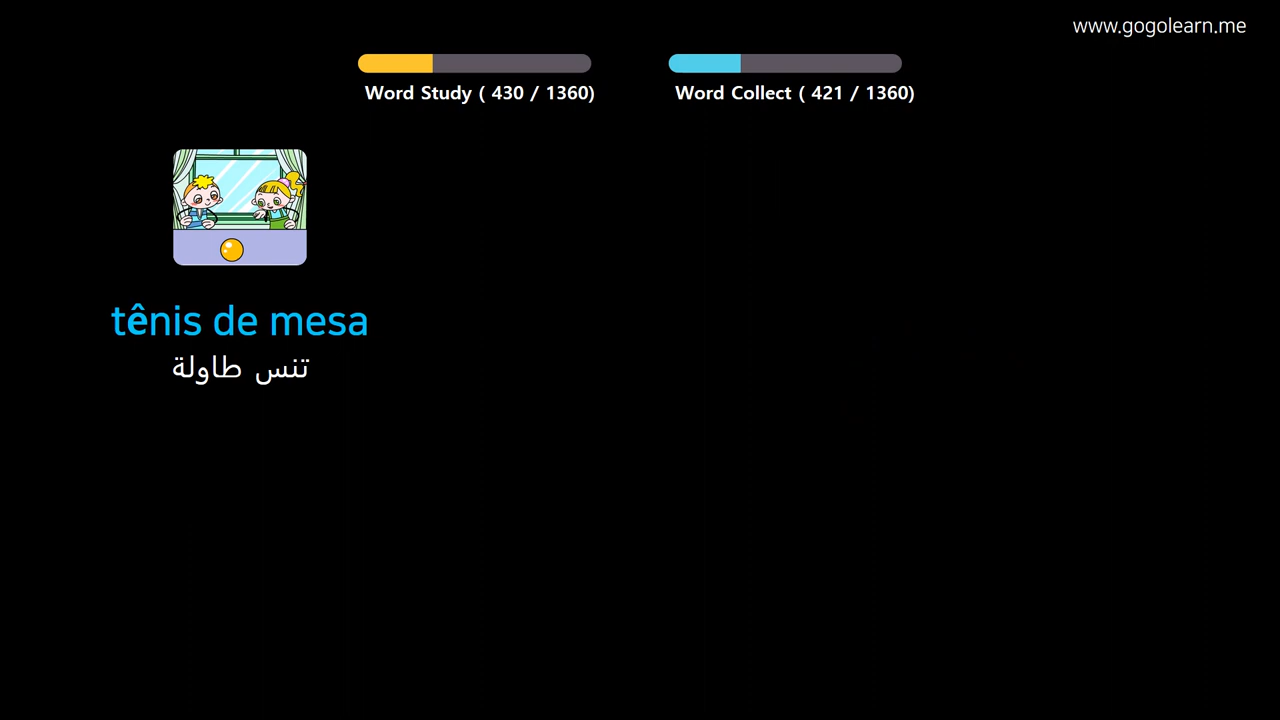 www.gogolearn.me
Word Study ( 430 / 1360)
Word Collect ( 421 / 1360)
tênis de mesa
تنس طاولة